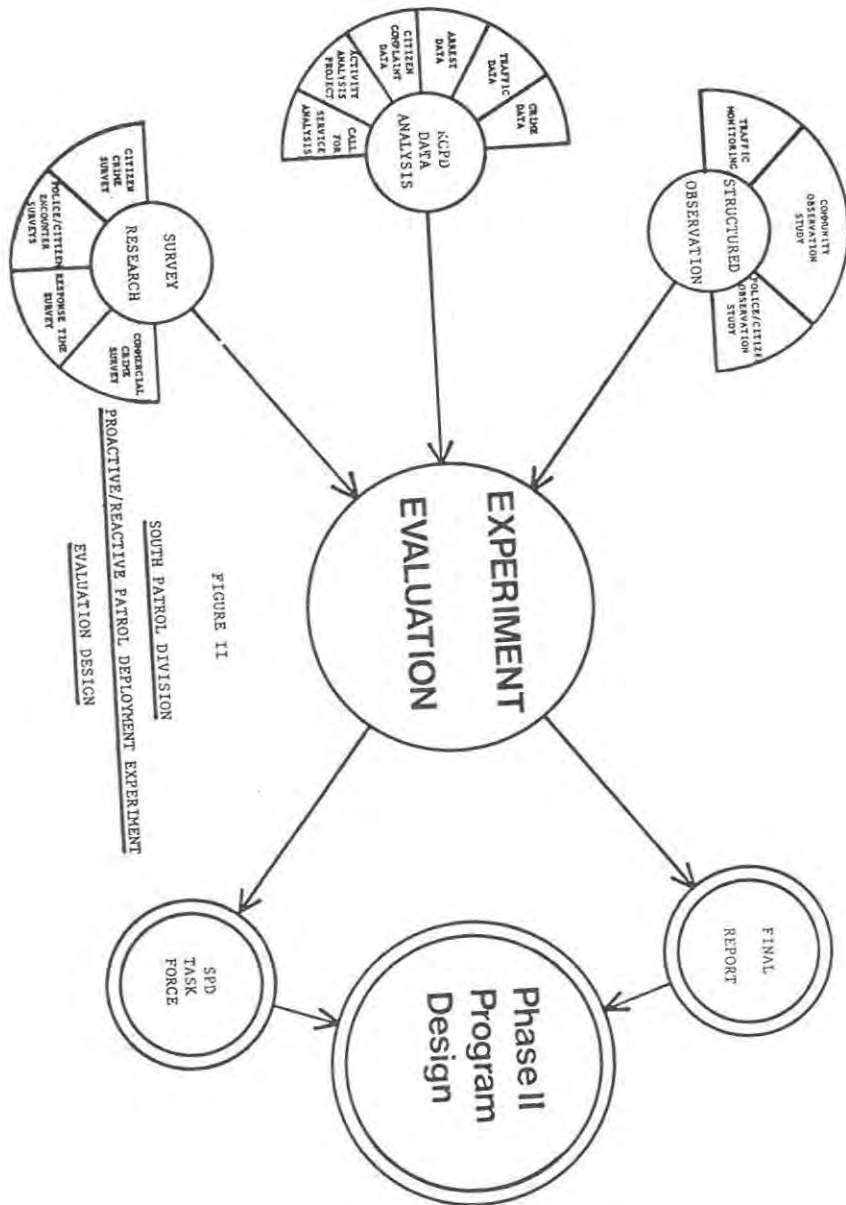 TRAFFIC
MONITORING
COMMUNITY
OBSERVATION STUDY
POLICE/CITIZEN
OBSERVATION
STUDY
STRUCTURED
OBSERVATION
CRIME
DATA
TRAFFIC
DATA
ARREST
DATA
CITIZEN
COMPLAINT
DATA
ACTIVITY
ANALYSIS
PROJECT
CALL
FOR
SERVICE
ANALYSIS
KCPD
DATA
ANALYSIS
CITIZEN
CRIME
SURVEY
POLICE/CITIZEN
ENCOUNTER
SURVEYS
RESPONSE TIME
SURVEY
COMMERCIAL
CRIME
SURVEY
SURVEY
RESEARCH
EXPERIMENT
EVALUATION
FINAL
REPORT
SPD
TASK
FORCE
Phase II
Program
Design
FIGURE II
SOUTH PATROL DIVISION
PROACTIVE/REACTIVE PATROL DEPLOYMENT EXPERIMENT
EVALUATION DESIGN